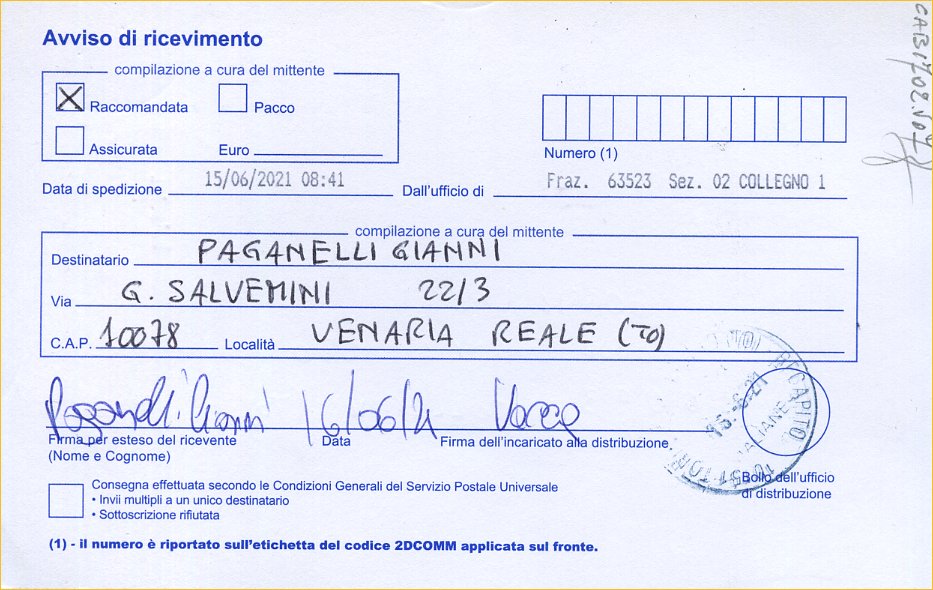 Avviso di ricevimento
compilazione a cura del mittente
X Raccomandata Pacco
Assicurata Euro
Numero (1)
Data di spedizione 15/06/2021 08:41 Dall'ufficio di Fraz. 63523 Sez. 02 COLLEGNO 1
compilazione a cura del mittente
Destinatario PAGANELLI GIANNI
Via G. SALVEMINI 22/3
C.A.P. 10078 Località VENARIA REALE (TO)
Paganelli Gianni 16/06/21
Firma per esteso del ricevente Data Firma dell'incaricato alla distribuzione
(Nome e Cognome)
Bollo dell'ufficio
di distribuzione
Consegna effettuata secondo le Condizioni Generali del Servizio Postale Universale
• Invii multipli a un unico destinatario
• Sottoscrizione rifiutata
(1) - il numero è riportato sull'etichetta del codice 2DCOMM applicata sul fronte.